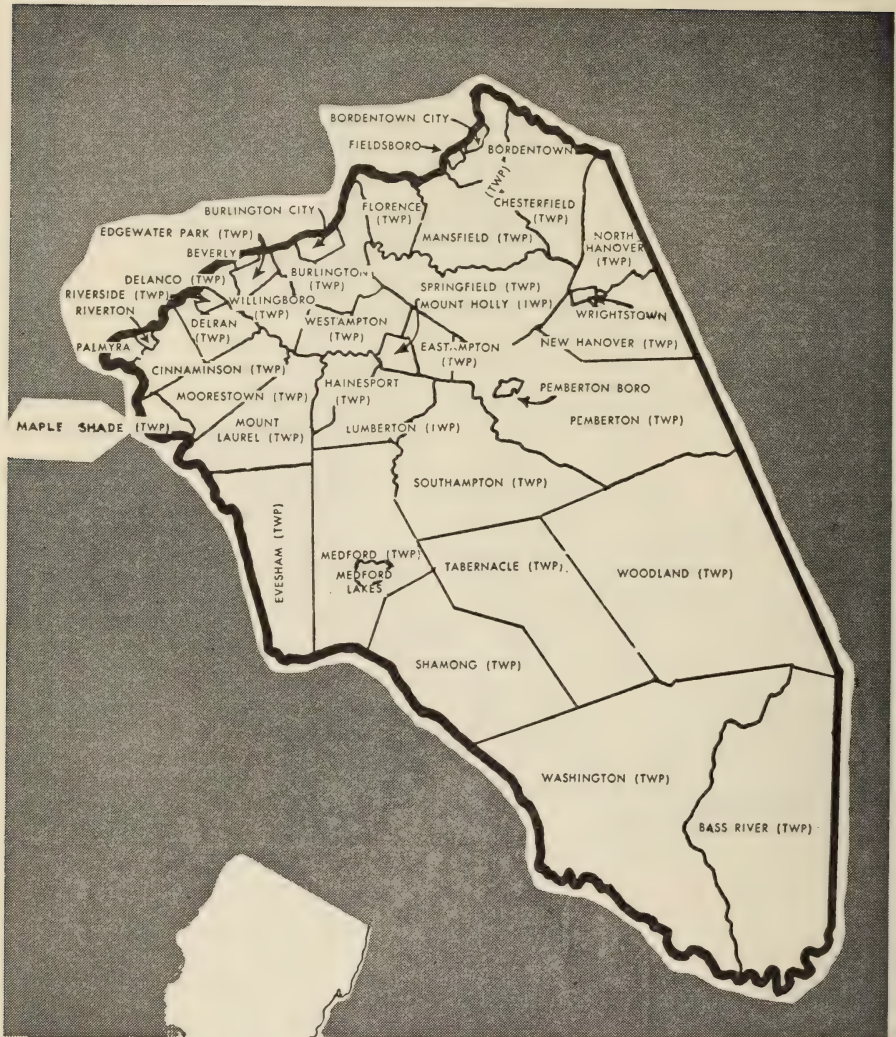 BORDENTOWN CITY
FIELDSBORO
BORDENTOWN
(TWP)
BURLINGTON CITY
FLORENCE
(TWP)
CHESTERFIELD
(TWP)
EDGEWATER PARK (TWP)
MANSFIELD (TWP)
NORTH
HANOVER
(TWP)
BEVERLY
BURLINGTON
(TWP)
DELANCO (TWP)
SPRINGFIELD (TWP)
RIVERSIDE (TWP)
WILLINGBORO
MOUNT HOLLY (TWP)
RIVERTON
WRIGHTSTOWN
DELRAN
(TWP)
WESTAMPTON
(TWP)
PALMYRA
EASTAMPTON
(TWP)
NEW HANOVER (TWP)
CINNAMINSON (TWP)
HAINESPORT
(TWP)
PEMBERTON BORO
MOORESTOWN (TWP)
MAPLE SHADE (TWP)
MOUNT
LAUREL (TWP)
LUMBERTON (TWP)
PEMBERTON (TWP)
SOUTHAMPTON (TWP)
EVESHAM (TWP)
MEDFORD (TWP)
MEDFORD
LAKES
TABERNACLE (TWP)
WOODLAND (TWP)
SHAMONG (TWP)
WASHINGTON (TWP)
BASS RIVER (TWP)